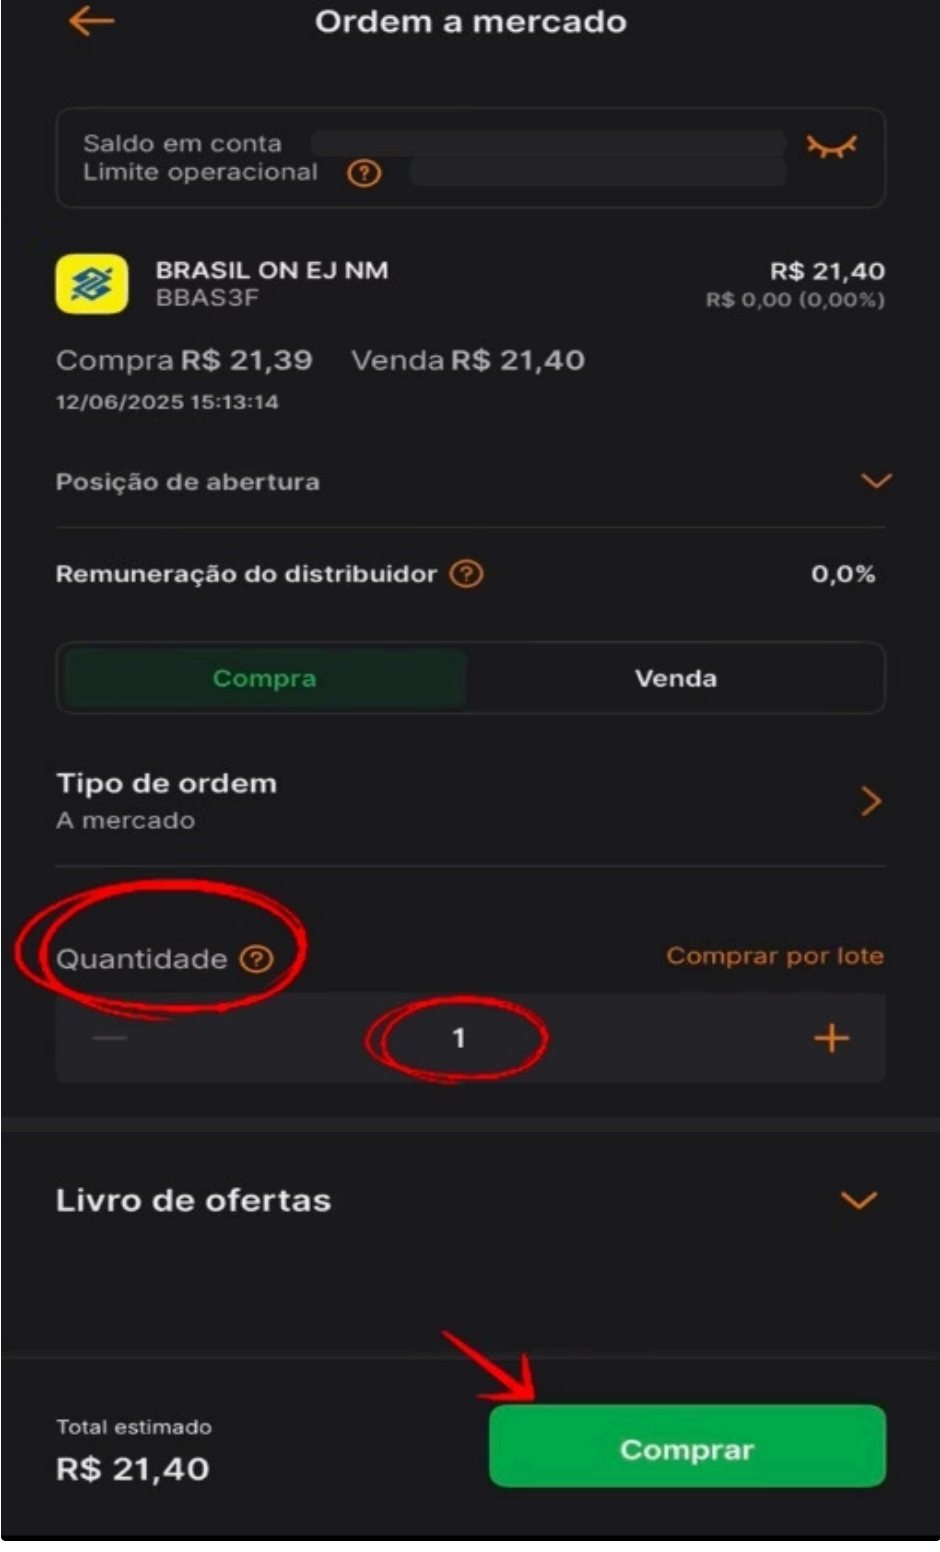 Ordem a mercado
Saldo em conta
Limite operacional ?
BRASIL ON EJ NM R$ 21,40
BBAS3F R$ 0,00 (0,00%)
Compra R$ 21,39 Venda R$ 21,40
12/06/2025 15:13:14
Posição de abertura
Remuneração do distribuidor ? 0,0%
Compra Venda
Tipo de ordem
A mercado
Quantidade ? Comprar por lote
1
Livro de ofertas
Total estimado
R$ 21,40 Comprar